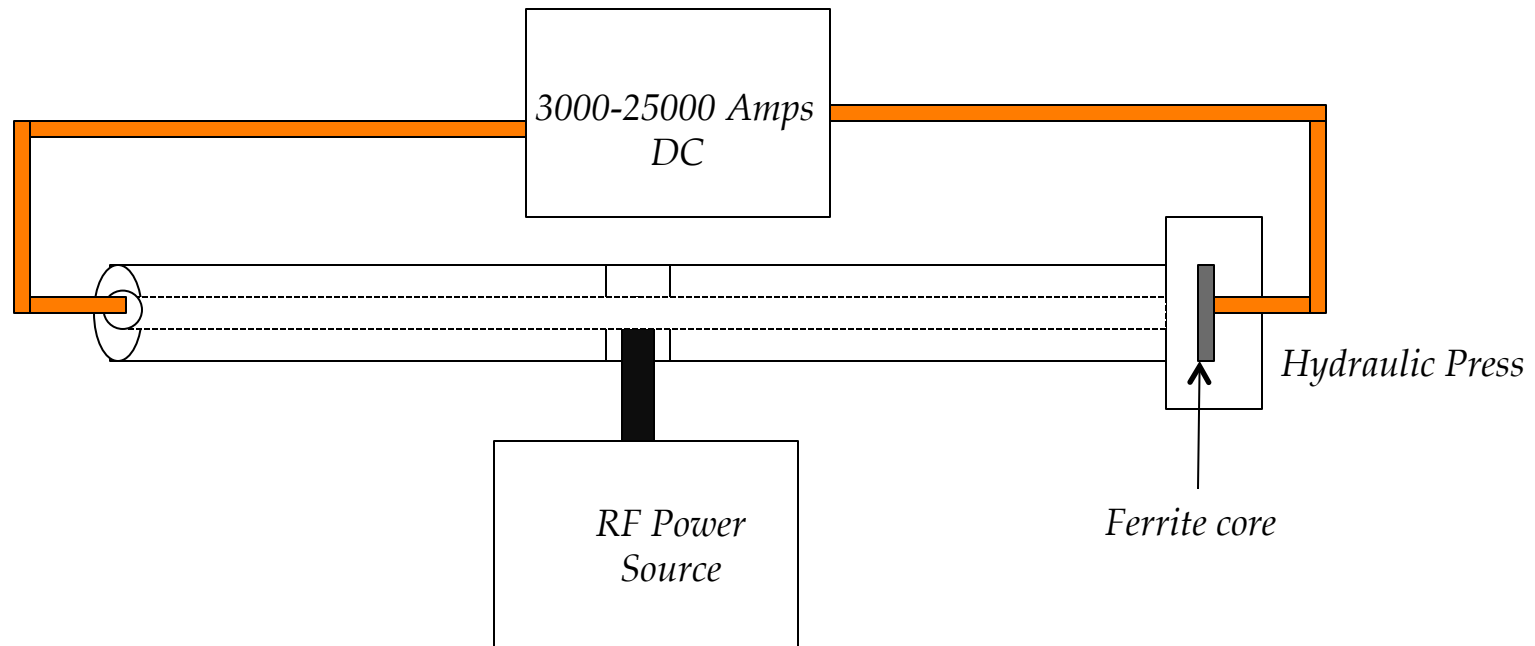 3000-25000 Amps
DC
Hydraulic Press
RF Power
Source
Ferrite core